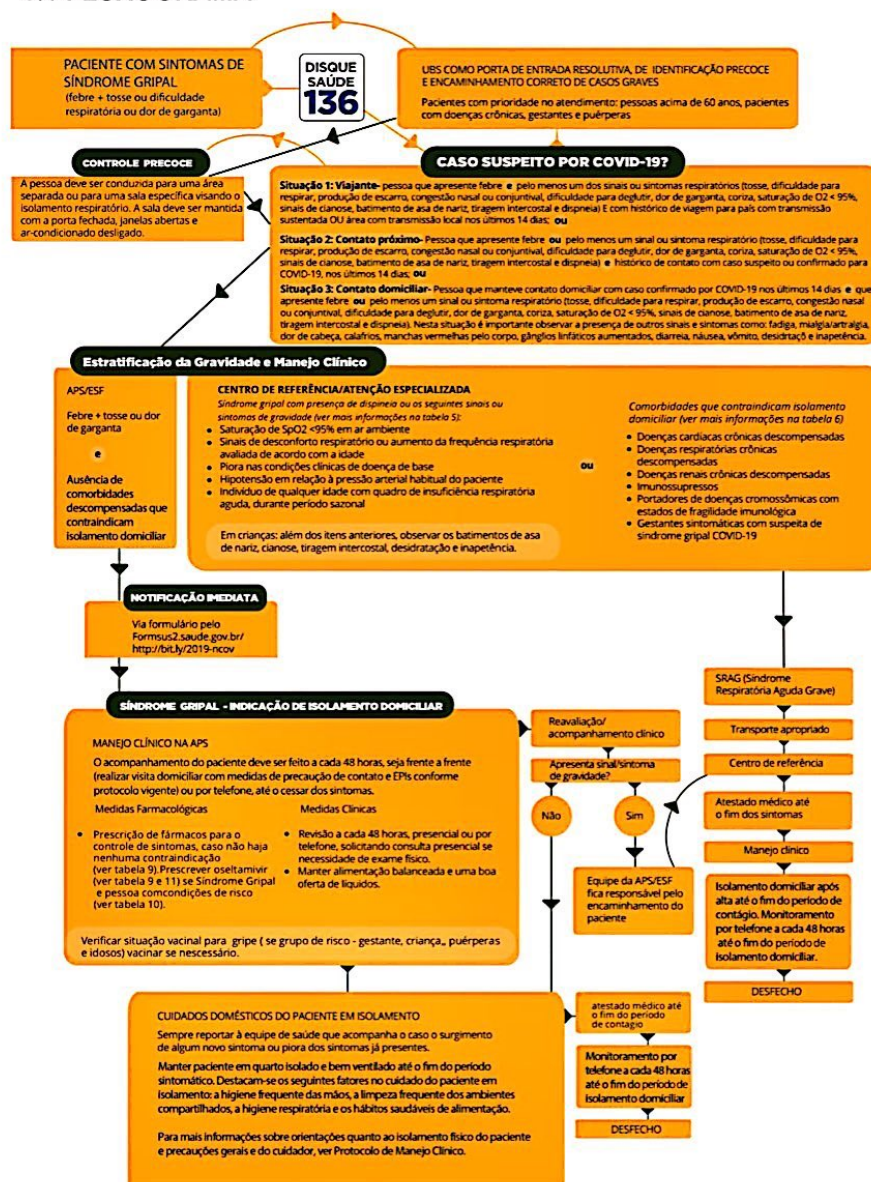 PACIENTE COM SINTOMAS DE
SÍNDROME GRIPAL
(febre + tosse ou dificuldade
respiratória ou dor de garganta)
DISQUE
SAÚDE
136
UBS COMO PORTA DE ENTRADA RESOLUTIVA, DE IDENTIFICAÇÃO PRECOCE
E ENCAMINHAMENTO CORRETO DE CASOS GRAVES
Pacientes com prioridade no atendimento: pessoas acima de 60 anos, pacientes
com doenças crônicas, gestantes e puérperas
CONTROLE PRECOCE
A pessoa deve ser conduzida para uma área
separada ou para uma sala específica visando o
isolamento respiratório. A sala deve ser mantida
com a porta fechada, janelas abertas e
ar-condicionado desligado.
CASO SUSPEITO POR COVID-19?
Situação 1: Viajante- pessoa que apresente febre e pelo menos um dos sinais ou sintomas respiratórios (tosse, dificuldade para
respirar, produção de escarro, congestão nasal ou conjuntival, dificuldade para deglutir, dor de garganta, coriza, saturação de O2 < 95%,
sinais de cianose, batimento de asa de nariz, tiragem intercostal e dispneia) E com histórico de viagem para país com transmissão
sustentada OU área com transmissão local nos últimos 14 dias; ou
Situação 2: Contato próximo- Pessoa que apresente febre ou pelo menos um sinal ou sintoma respiratório (tosse, dificuldade para
respirar, produção de escarro, congestão nasal ou conjuntival, dificuldade para deglutir, dor de garganta, coriza, saturação de O2 < 95%,
sinais de cianose, batimento de asa de nariz, tiragem intercostal e dispneia) e histórico de contato com caso suspeito ou confirmado para
COVID-19, nos últimos 14 dias; ou
Situação 3: Contato domiciliar- Pessoa que manteve contato domiciliar com caso confirmado por COVID-19 nos últimos 14 dias e que
apresente febre ou pelo menos um sinal ou sintoma respiratório (tosse, dificuldade para respirar, produção de escarro, congestão nasal
ou conjuntival, dificuldade para deglutir, dor de garganta, coriza, saturação de O2 < 95%, sinais de cianose, batimento de asa de nariz,
tiragem intercostal e dispneia). Nesta situação é importante observar a presença de outros sinais e sintomas como: fadiga, mialgia/artralgia,
dor de cabeça, calafrios, manchas vermelhas pelo corpo, gânglios linfáticos aumentados, diarreia, náusea, vômito, desidrtaçõ e inapetência.
Estratificação da Gravidade e Manejo Clínico
APS/ESF
Febre + tosse ou dor
de garganta
e
Ausência de
comorbidades
descompensadas que
contraindicam
isolamento domiciliar
CENTRO DE REFERÊNCIA/ATENÇÃO ESPECIALIZADA
Síndrome gripal com presença de dispineia ou os seguintes sinais ou
sintomas de gravidade (ver mais informações na tabela 5):
• Saturação de SpO2 <95% em ar ambiente
• Sinais de desconforto respiratório ou aumento da frequência respiratória
avaliada de acordo com a idade
• Piora nas condições clínicas de doença de base
• Hipotensão em relação à pressão arterial habitual do paciente
• Indivíduo de qualquer idade com quadro de insuficiência respiratória
aguda, durante período sazonal
Em crianças: além dos itens anteriores, observar os batimentos de asa
de nariz, cianose, tiragem intercostal, desidratação e inapetência.
ou
Comorbidades que contraindicam isolamento
domiciliar (ver mais informações na tabela 6)
• Doenças cardíacas crônicas descompensadas
• Doenças respiratórias crônicas
descompensadas
• Doenças renais crônicas descompensadas
• Imunossupressos
• Portadores de doenças cromossômicas com
estados de fragilidade imunológica
• Gestantes sintomáticas com suspeita de
síndrome gripal COVID-19
NOTIFICAÇÃO IMEDIATA
Via formulário pelo
Formsus2.saude.gov.br/
http://bit.ly/2019-ncov
SÍNDROME GRIPAL - INDICAÇÃO DE ISOLAMENTO DOMICILIAR
MANEJO CLÍNICO NA APS
O acompanhamento do paciente deve ser feito a cada 48 horas, seja frente a frente
(realizar visita domiciliar com medidas de precaução de contato e EPIs conforme
protocolo vigente) ou por telefone, até o cessar dos sintomas.
Medidas Farmacológicas
• Prescrição de fármacos para o
controle de sintomas, caso não haja
nenhuma contraindicação
(ver tabela 9).Prescrever oseltamivir
(ver tabela 9 e 11) se Síndrome Gripal
e pessoa comcondições de risco
(ver tabela 10).
Medidas Clínicas
• Revisão a cada 48 horas, presencial ou por
telefone, solicitando consulta presencial se
necessidade de exame físico.
• Manter alimentação balanceada e uma boa
oferta de líquidos.
Verificar situação vacinal para gripe ( se grupo de risco - gestante, criança,, puérperas
e idosos) vacinar se nescessário.
Reavaliação/
acompanhamento clínico
Apresenta sinal/sintoma
de gravidade?
Não
Sim
Equipe da APS/ESF
fica responsável pelo
encaminhamento do
paciente
SRAG (Síndrome
Respiratória Aguda Grave)
Transporte apropriado
Centro de referência
Atestado médico até
o fim dos sintomas
Manejo clínico
Isolamento domiciliar após
alta até o fim do período de
contágio. Monitoramento
por telefone a cada 48 horas
até o fim do período de
isolamento domiciliar.
DESFECHO
CUIDADOS DOMÉSTICOS DO PACIENTE EM ISOLAMENTO
Sempre reportar à equipe de saúde que acompanha o caso o surgimento
de algum novo sintoma ou piora dos sintomas já presentes.
Manter paciente em quarto isolado e bem ventilado até o fim do período
sintomático. Destacam-se os seguintes fatores no cuidado do paciente em
isolamento: a higiene frequente das mãos, a limpeza frequente dos ambientes
compartilhados, a higiene respiratória e os hábitos saudáveis de alimentação.
Para mais informações sobre orientações quanto ao isolamento físico do paciente
e precauções gerais e do cuidador, ver Protocolo de Manejo Clínico.
atestado médico até
o fim do período
de contagio
Monitoramento por
telefone a cada 48 horas
até o fim do período de
isolamento domiciliar
DESFECHO